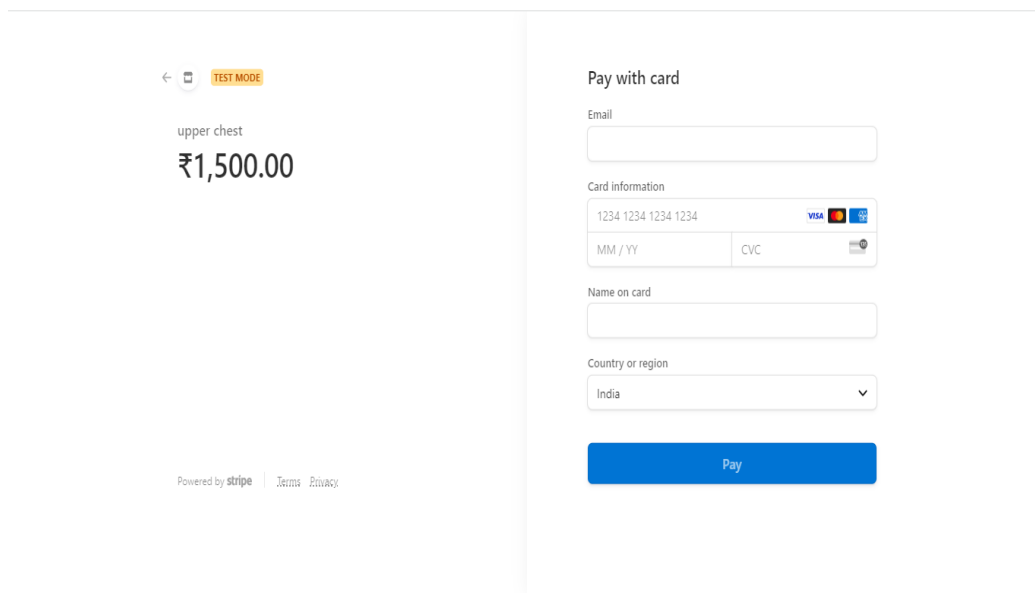 TEST MODE
upper chest
₹1,500.00
Powered by stripe
Terms Privacy
Pay with card
Email
Card information
1234 1234 1234 1234 VISA
MM / YY CVC
Name on card
Country or region
India
Pay